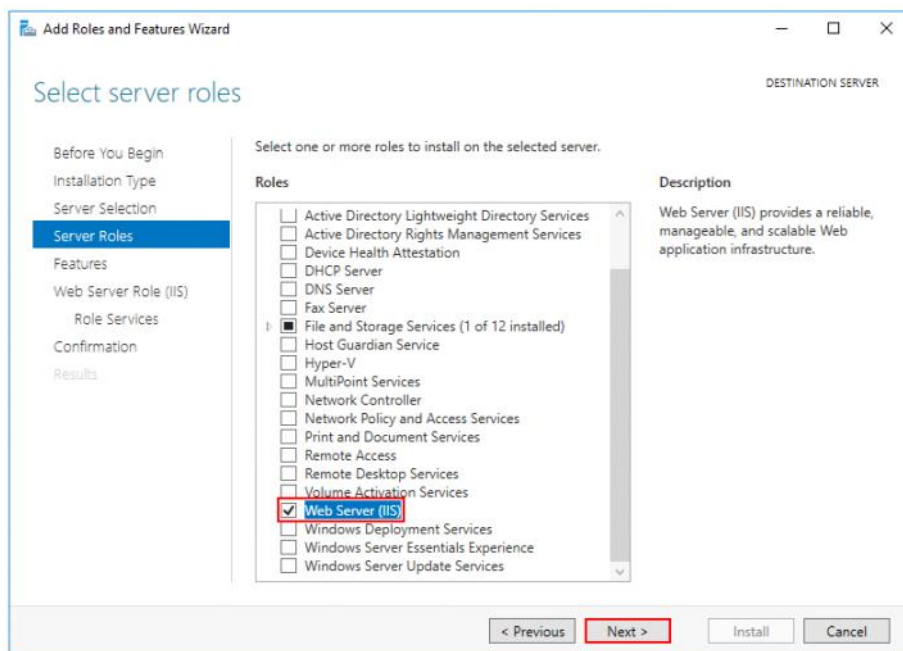 Add Roles and Features Wizard
Select server roles
DESTINATION SERVER
Before You Begin
Installation Type
Server Selection
Server Roles
Features
Web Server Role (IIS)
Role Services
Confirmation
Results
Select one or more roles to install on the selected server.
Roles
Active Directory Lightweight Directory Services
Active Directory Rights Management Services
Device Health Attestation
DHCP Server
DNS Server
Fax Server
File and Storage Services (1 of 12 installed)
Host Guardian Service
Hyper-V
MultiPoint Services
Network Controller
Network Policy and Access Services
Print and Document Services
Remote Access
Remote Desktop Services
Volume Activation Services
Web Server (IIS)
Windows Deployment Services
Windows Server Essentials Experience
Windows Server Update Services
Description
Web Server (IIS) provides a reliable,
manageable, and scalable Web
application infrastructure.
< Previous
Next >
Install
Cancel